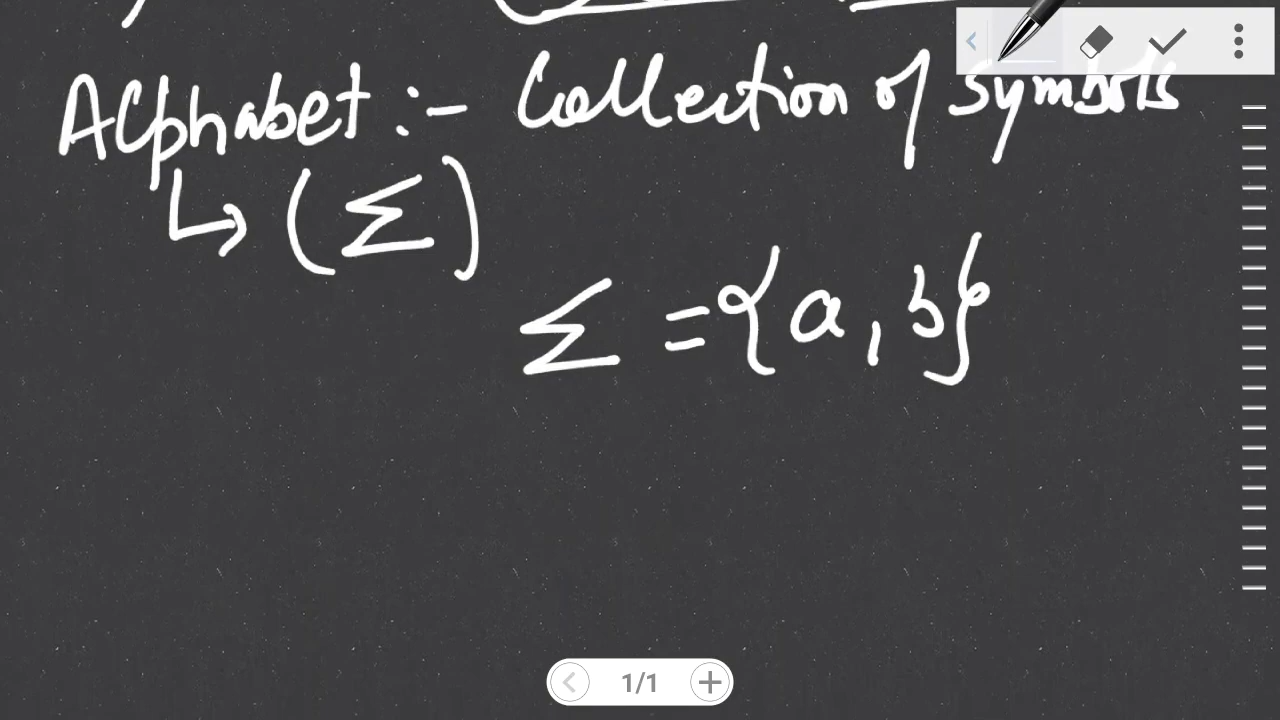 Alphabet :- Collection of symbols
↳ (Σ)
Σ = {a, b}
1/1